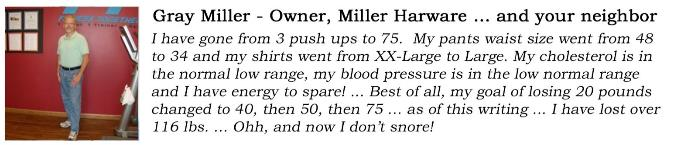 FITNESS TOGETHER
Gray Miller - Owner, Miller Harware ... and your neighbor
I have gone from 3 push ups to 75.  My pants waist size went from 48
to 34 and my shirts went from XX-Large to Large. My cholesterol is in
the normal low range, my blood pressure is in the low normal range
and I have energy to spare! ... Best of all, my goal of losing 20 pounds
changed to 40, then 50, then 75 ... as of this writing ... I have lost over
116 lbs. ... Ohh, and now I don't snore!